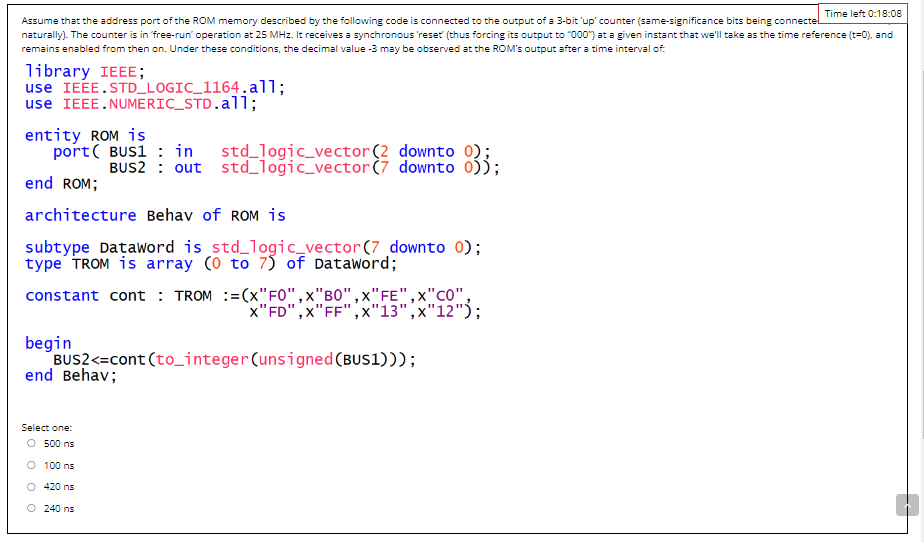 Time left 0:18:08
Assume that the address port of the ROM memory described by the following code is connected to the output of a 3-bit 'up' counter (same-significance bits being connecte
naturally). The counter is in 'free-run' operation at 25 MHz. It receives a synchronous 'reset' (thus forcing its output to "000") at a given instant that we'll take as the time reference (t=0), and
remains enabled from then on. Under these conditions, the decimal value -3 may be observed at the ROM's output after a time interval of:
library IEEE;
use IEEE.STD_LOGIC_1164.all;
use IEEE.NUMERIC_STD.all;
entity ROM is
port( BUS1 : in std_logic_vector(2 downto 0);
BUS2 : out std_logic_vector(7 downto 0));
end ROM;
architecture Behav of ROM is
subtype Dataword is std_logic_vector(7 downto 0);
type TROM is array (0 to 7) of Dataword;
constant cont : TROM :=(x"F0",x"B0",x"FE",x"C0",
x"FD",x"FF",x"13",x"12");
begin
BUS2<=cont(to_integer(unsigned(BUS1)));
end Behav;
Select one:
500 ns
100 ns
420 ns
240 ns